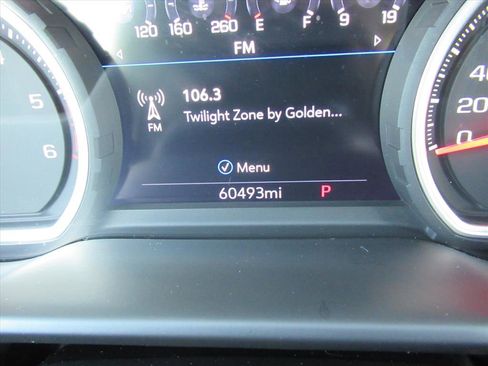 120 160 260 E F 9 19
FM
106.3
Twilight Zone by Golden...
FM
Menu
60493mi P
5
6
40
20
0